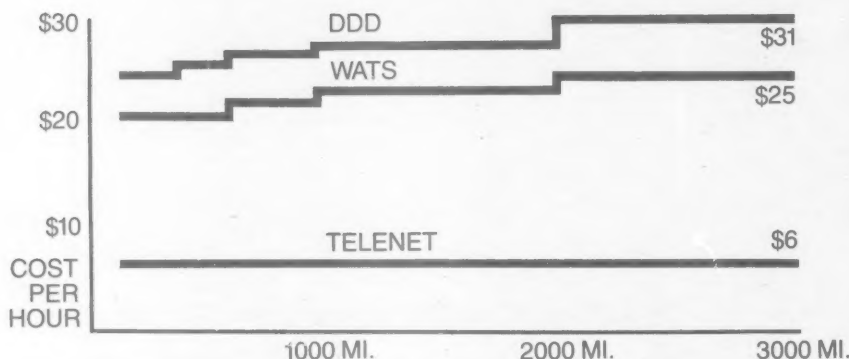 $30
DDD
$31
WATS
$25
$20
$10
TELENET
$6
COST
PER
HOUR
1000 MI.
2000 MI.
3000 MI.